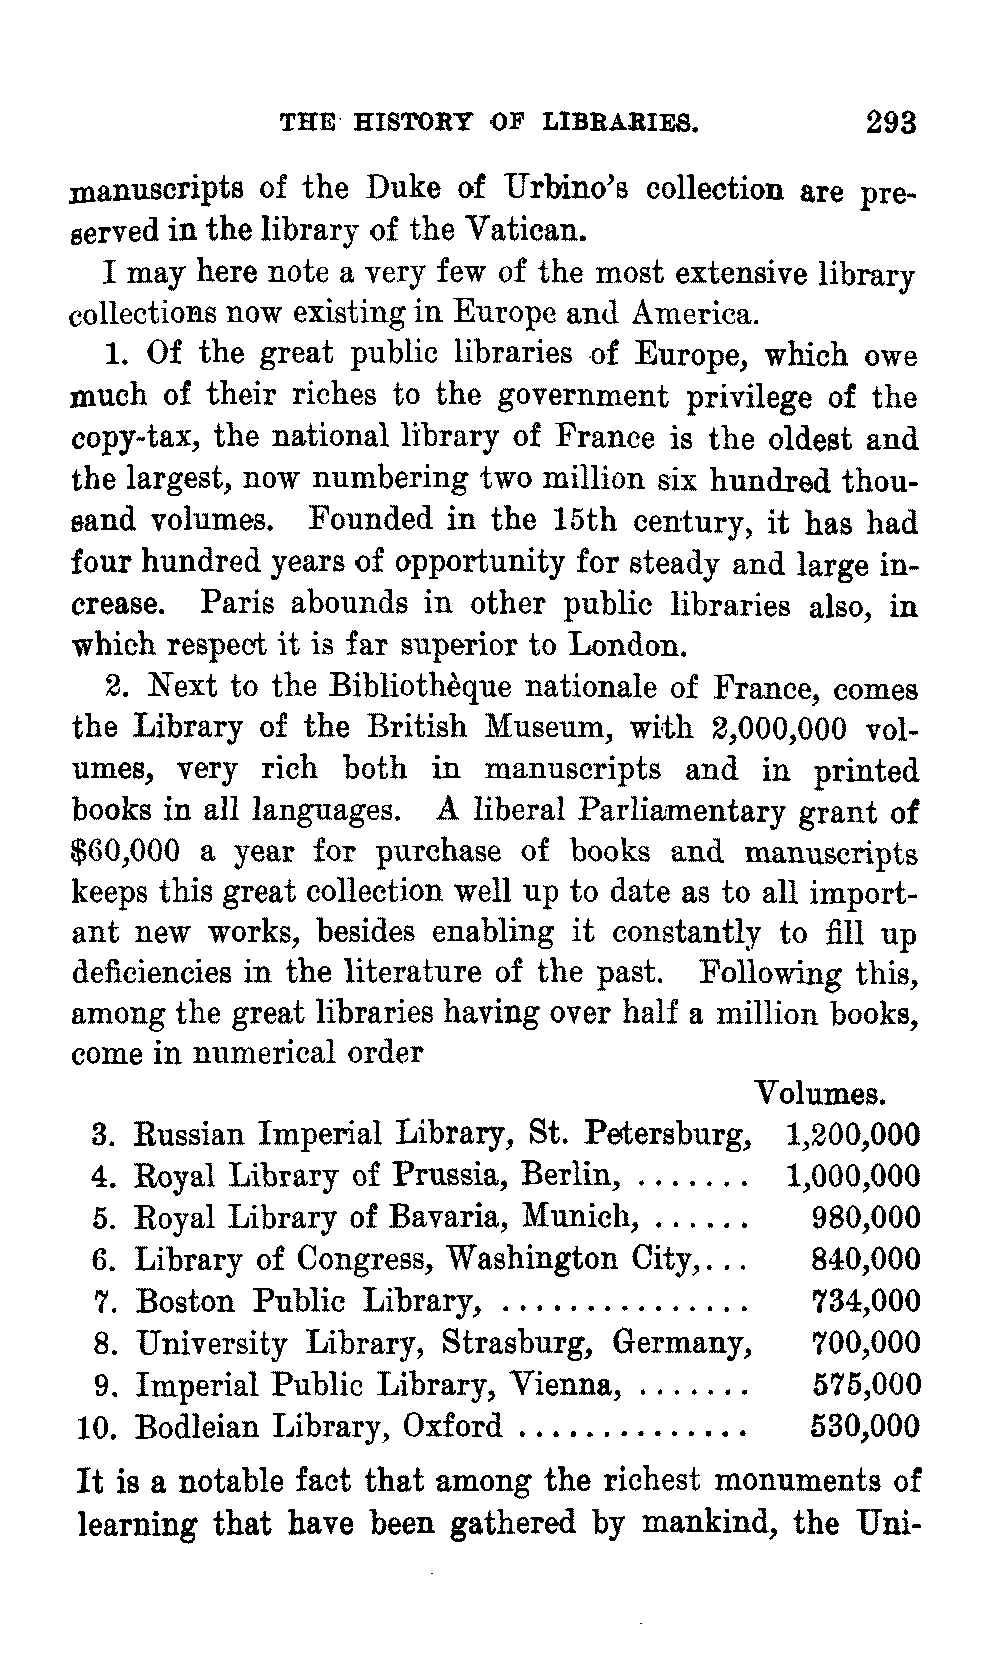 THE HISTORY OF LIBRARIES. 293
manuscripts of the Duke of Urbino's collection are pre-
served in the library of the Vatican.
I may here note a very few of the most extensive library
collections now existing in Europe and America.
1. Of the great public libraries of Europe, which owe
much of their riches to the government privilege of the
copy-tax, the national library of France is the oldest and
the largest, now numbering two million six hundred thou-
sand volumes. Founded in the 15th century, it has had
four hundred years of opportunity for steady and large in-
crease. Paris abounds in other public libraries also, in
which respect it is far superior to London.
2. Next to the Bibliothèque nationale of France, comes
the Library of the British Museum, with 2,000,000 vol-
umes, very rich both in manuscripts and in printed
books in all languages. A liberal Parliamentary grant of
$60,000 a year for purchase of books and manuscripts
keeps this great collection well up to date as to all import-
ant new works, besides enabling it constantly to fill up
deficiencies in the literature of the past. Following this,
among the great libraries having over half a million books,
come in numerical order
Volumes.
3. Russian Imperial Library, St. Petersburg, 1,200,000
4. Royal Library of Prussia, Berlin, ....... 1,000,000
5. Royal Library of Bavaria, Munich, ...... 980,000
6. Library of Congress, Washington City,... 840,000
7. Boston Public Library, ............... 734,000
8. University Library, Strasburg, Germany, 700,000
9. Imperial Public Library, Vienna, ....... 575,000
10. Bodleian Library, Oxford .............. 530,000
It is a notable fact that among the richest monuments of
learning that have been gathered by mankind, the Uni-